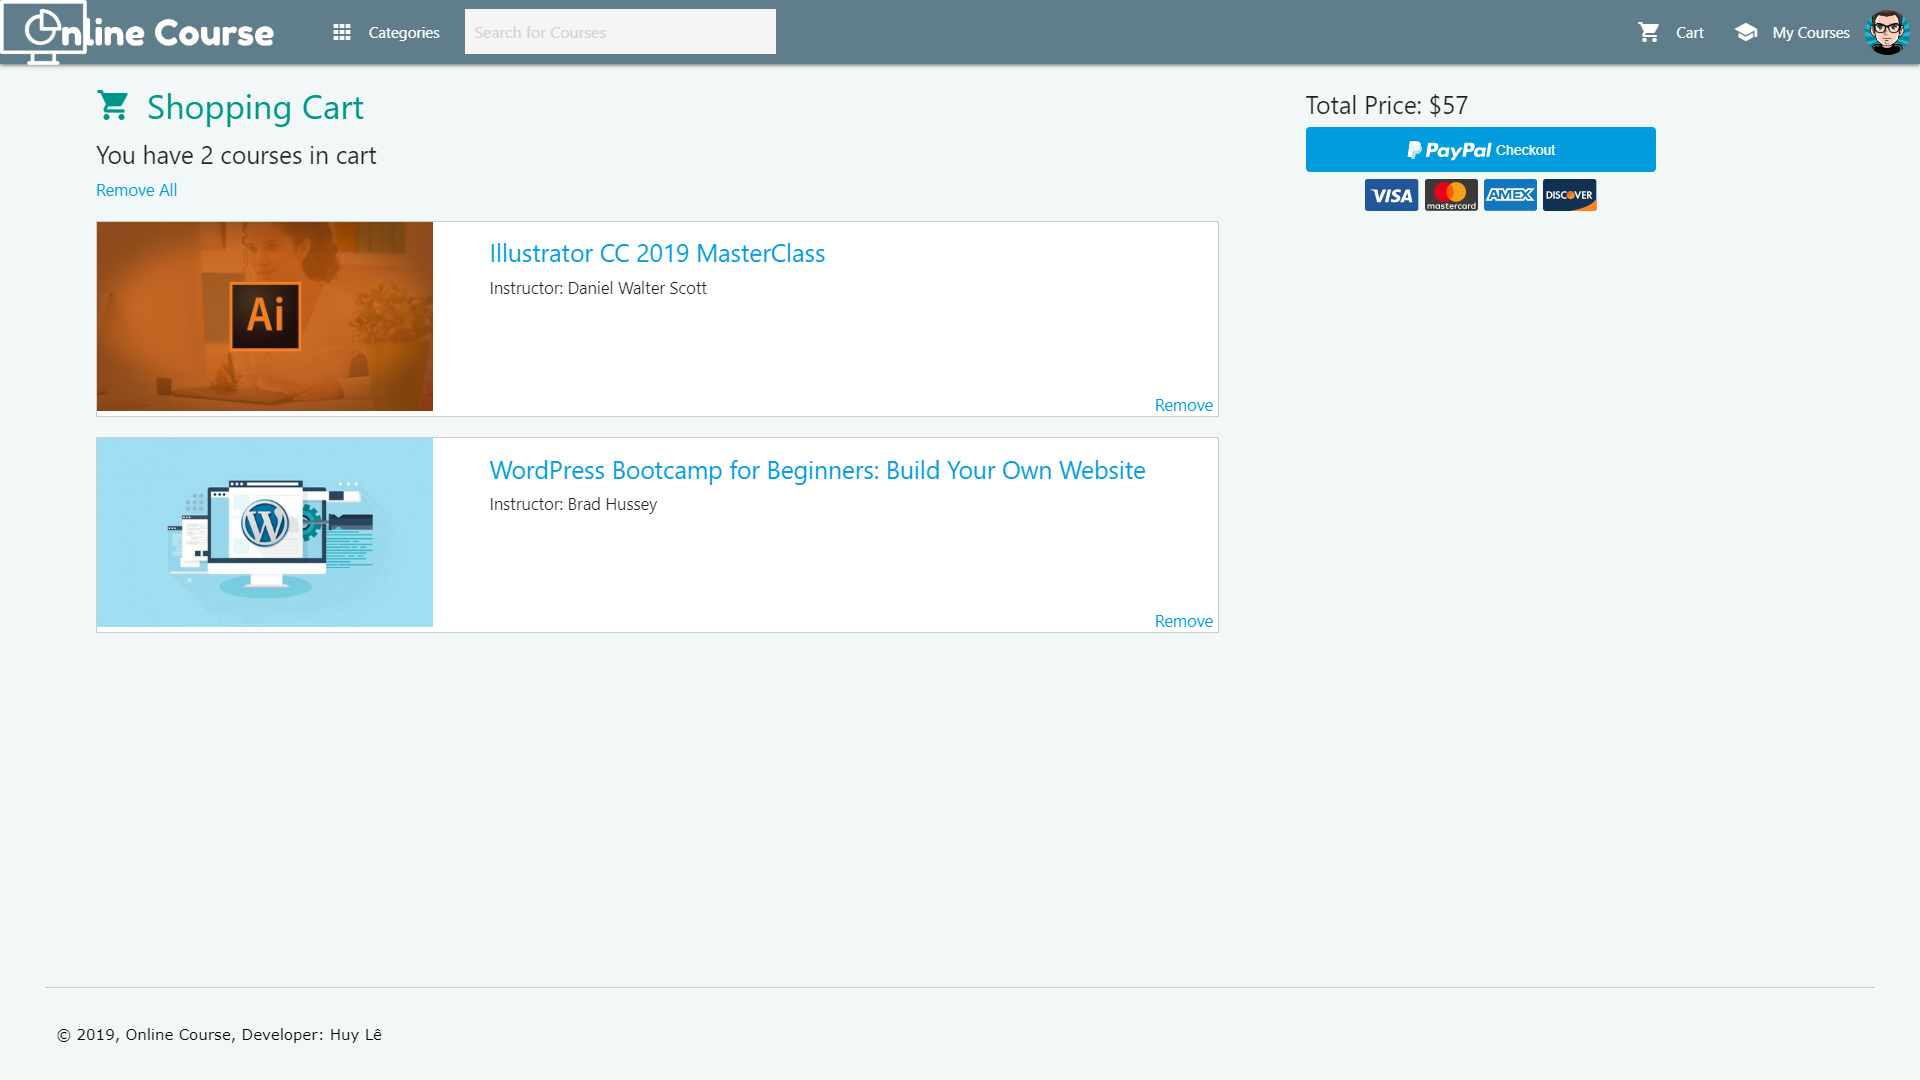 Online Course
Categories
Search for Courses
Cart
My Courses
Shopping Cart
You have 2 courses in cart
Remove All
Total Price: $57
PayPal Checkout
VISA
mastercard
AMEX
DISCOVER
Ai
Illustrator CC 2019 MasterClass
Instructor: Daniel Walter Scott
Remove
W
WordPress Bootcamp for Beginners: Build Your Own Website
Instructor: Brad Hussey
Remove
© 2019, Online Course, Developer: Huy Lê